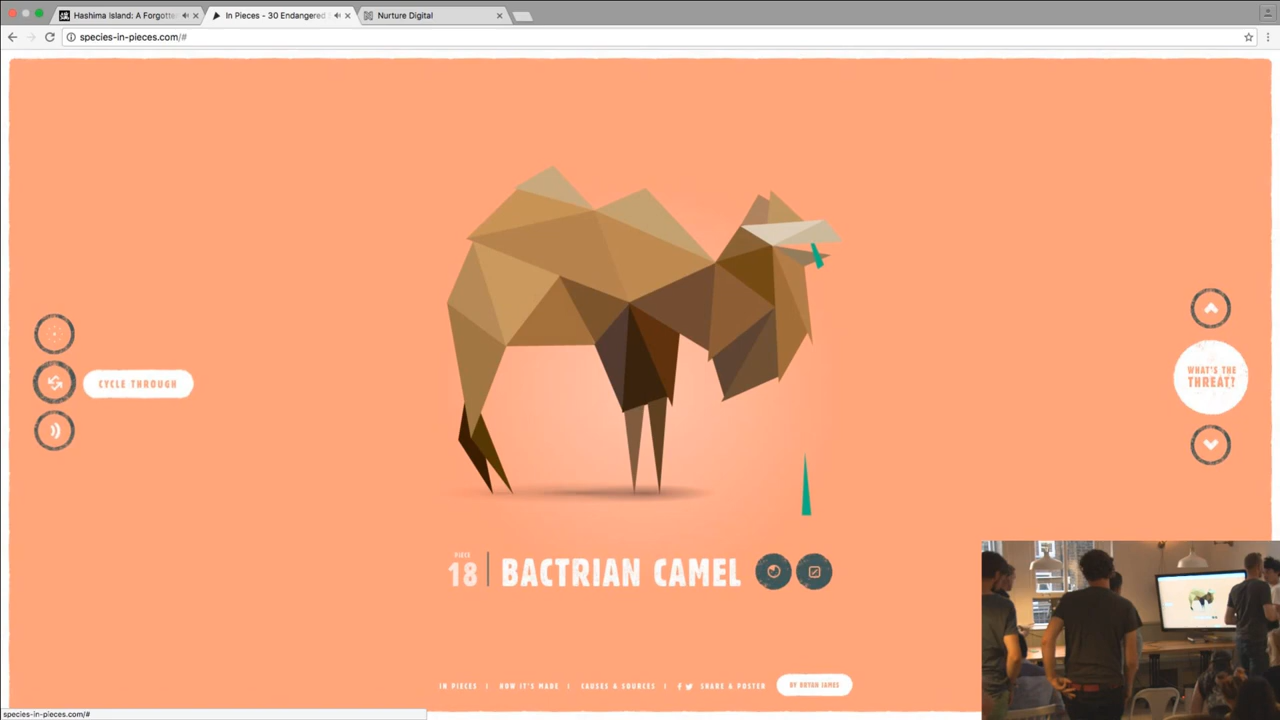 Hashima Island: A Forgotte
In Pieces - 30 Endangered
Nurture Digital
species-in-pieces.com/#
CYCLE THROUGH
WHAT'S THE
THREAT?
PIECE
18
BACTRIAN CAMEL
IN PIECES
HOW IT'S MADE
CAUSES & SOURCES
SHARE A POSTER
BY BRYAN JAMES
species-in-pieces.com/#